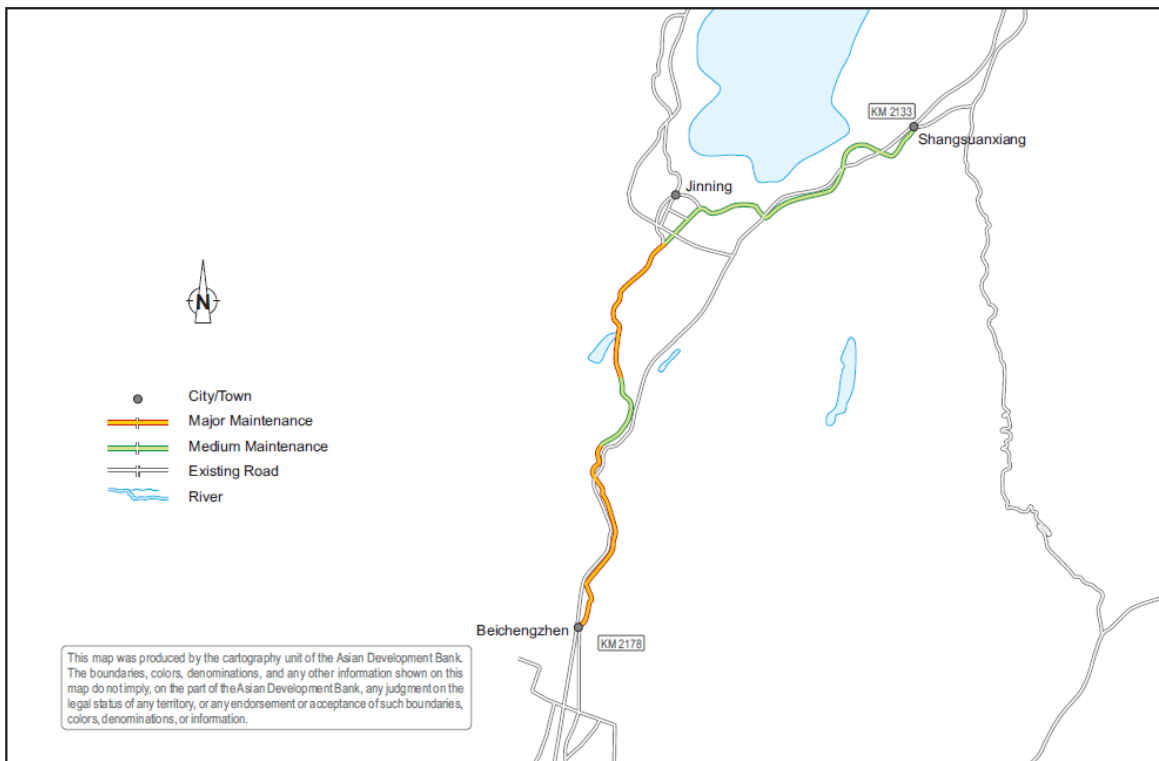 KM 2133
Shangsuanxiang
Jinning
N
City/Town
Major Maintenance
Medium Maintenance
Existing Road
River
Beichengzhen
KM 2178
This map was produced by the cartography unit of the Asian Development Bank.
The boundaries, colors, denominations, and any other information shown on this
map do not imply, on the part of the Asian Development Bank, any judgment on the
legal status of any territory, or any endorsement or acceptance of such boundaries,
colors, denominations, or information.